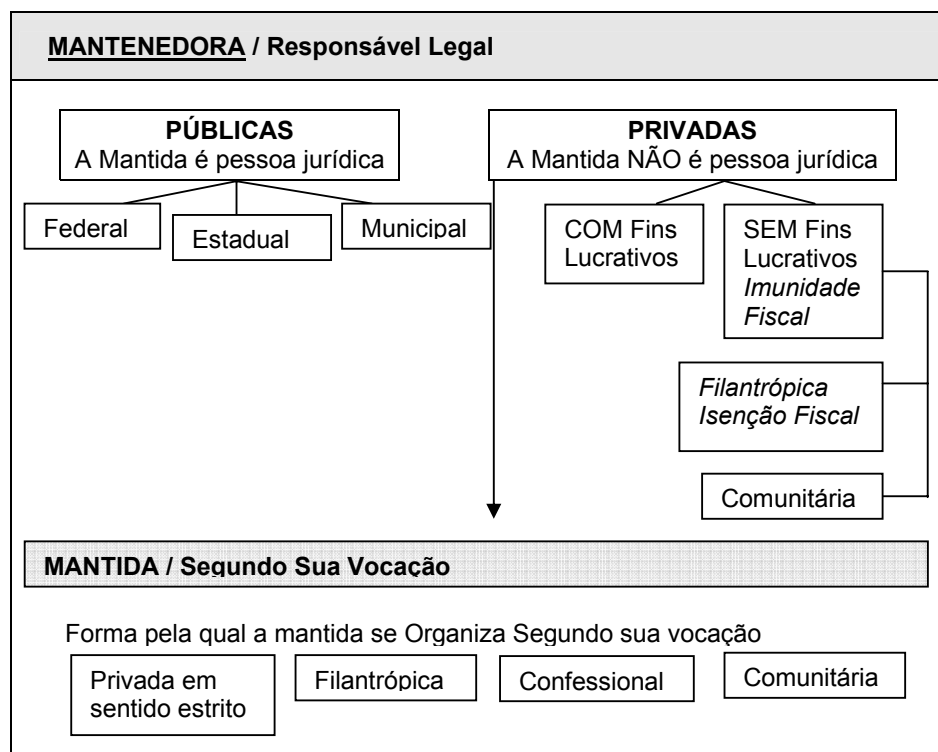 MANTENEDORA / Responsável Legal
PÚBLICAS
A Mantida é pessoa jurídica
PRIVADAS
A Mantida NÃO é pessoa jurídica
Federal
Estadual
Municipal
COM Fins
Lucrativos
SEM Fins
Lucrativos
Imunidade
Fiscal
Filantrópica
Isenção Fiscal
Comunitária
MANTIDA / Segundo Sua Vocação
Forma pela qual a mantida se Organiza Segundo sua vocação
Privada em
sentido estrito
Filantrópica
Confessional
Comunitária